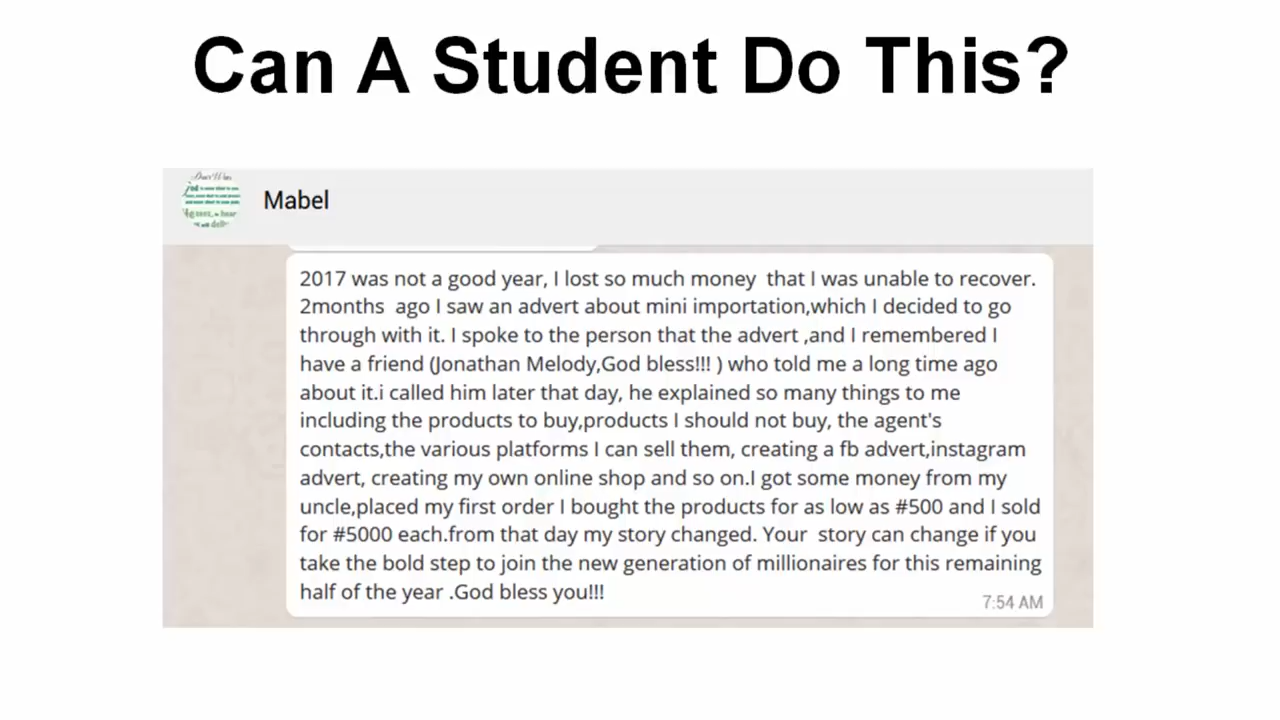 Can A Student Do This?
Mabel
2017 was not a good year, I lost so much money that I was unable to recover.
2months ago I saw an advert about mini importation,which I decided to go
through with it. I spoke to the person that the advert ,and I remembered I
have a friend (Jonathan Melody,God bless!!! ) who told me a long time ago
about it.i called him later that day, he explained so many things to me
including the products to buy,products I should not buy, the agent's
contacts,the various platforms I can sell them, creating a fb advert,instagram
advert, creating my own online shop and so on.I got some money from my
uncle,placed my first order I bought the products for as low as #500 and I sold
for #5000 each.from that day my story changed. Your story can change if you
take the bold step to join the new generation of millionaires for this remaining
half of the year .God bless you!!!
7:54 AM